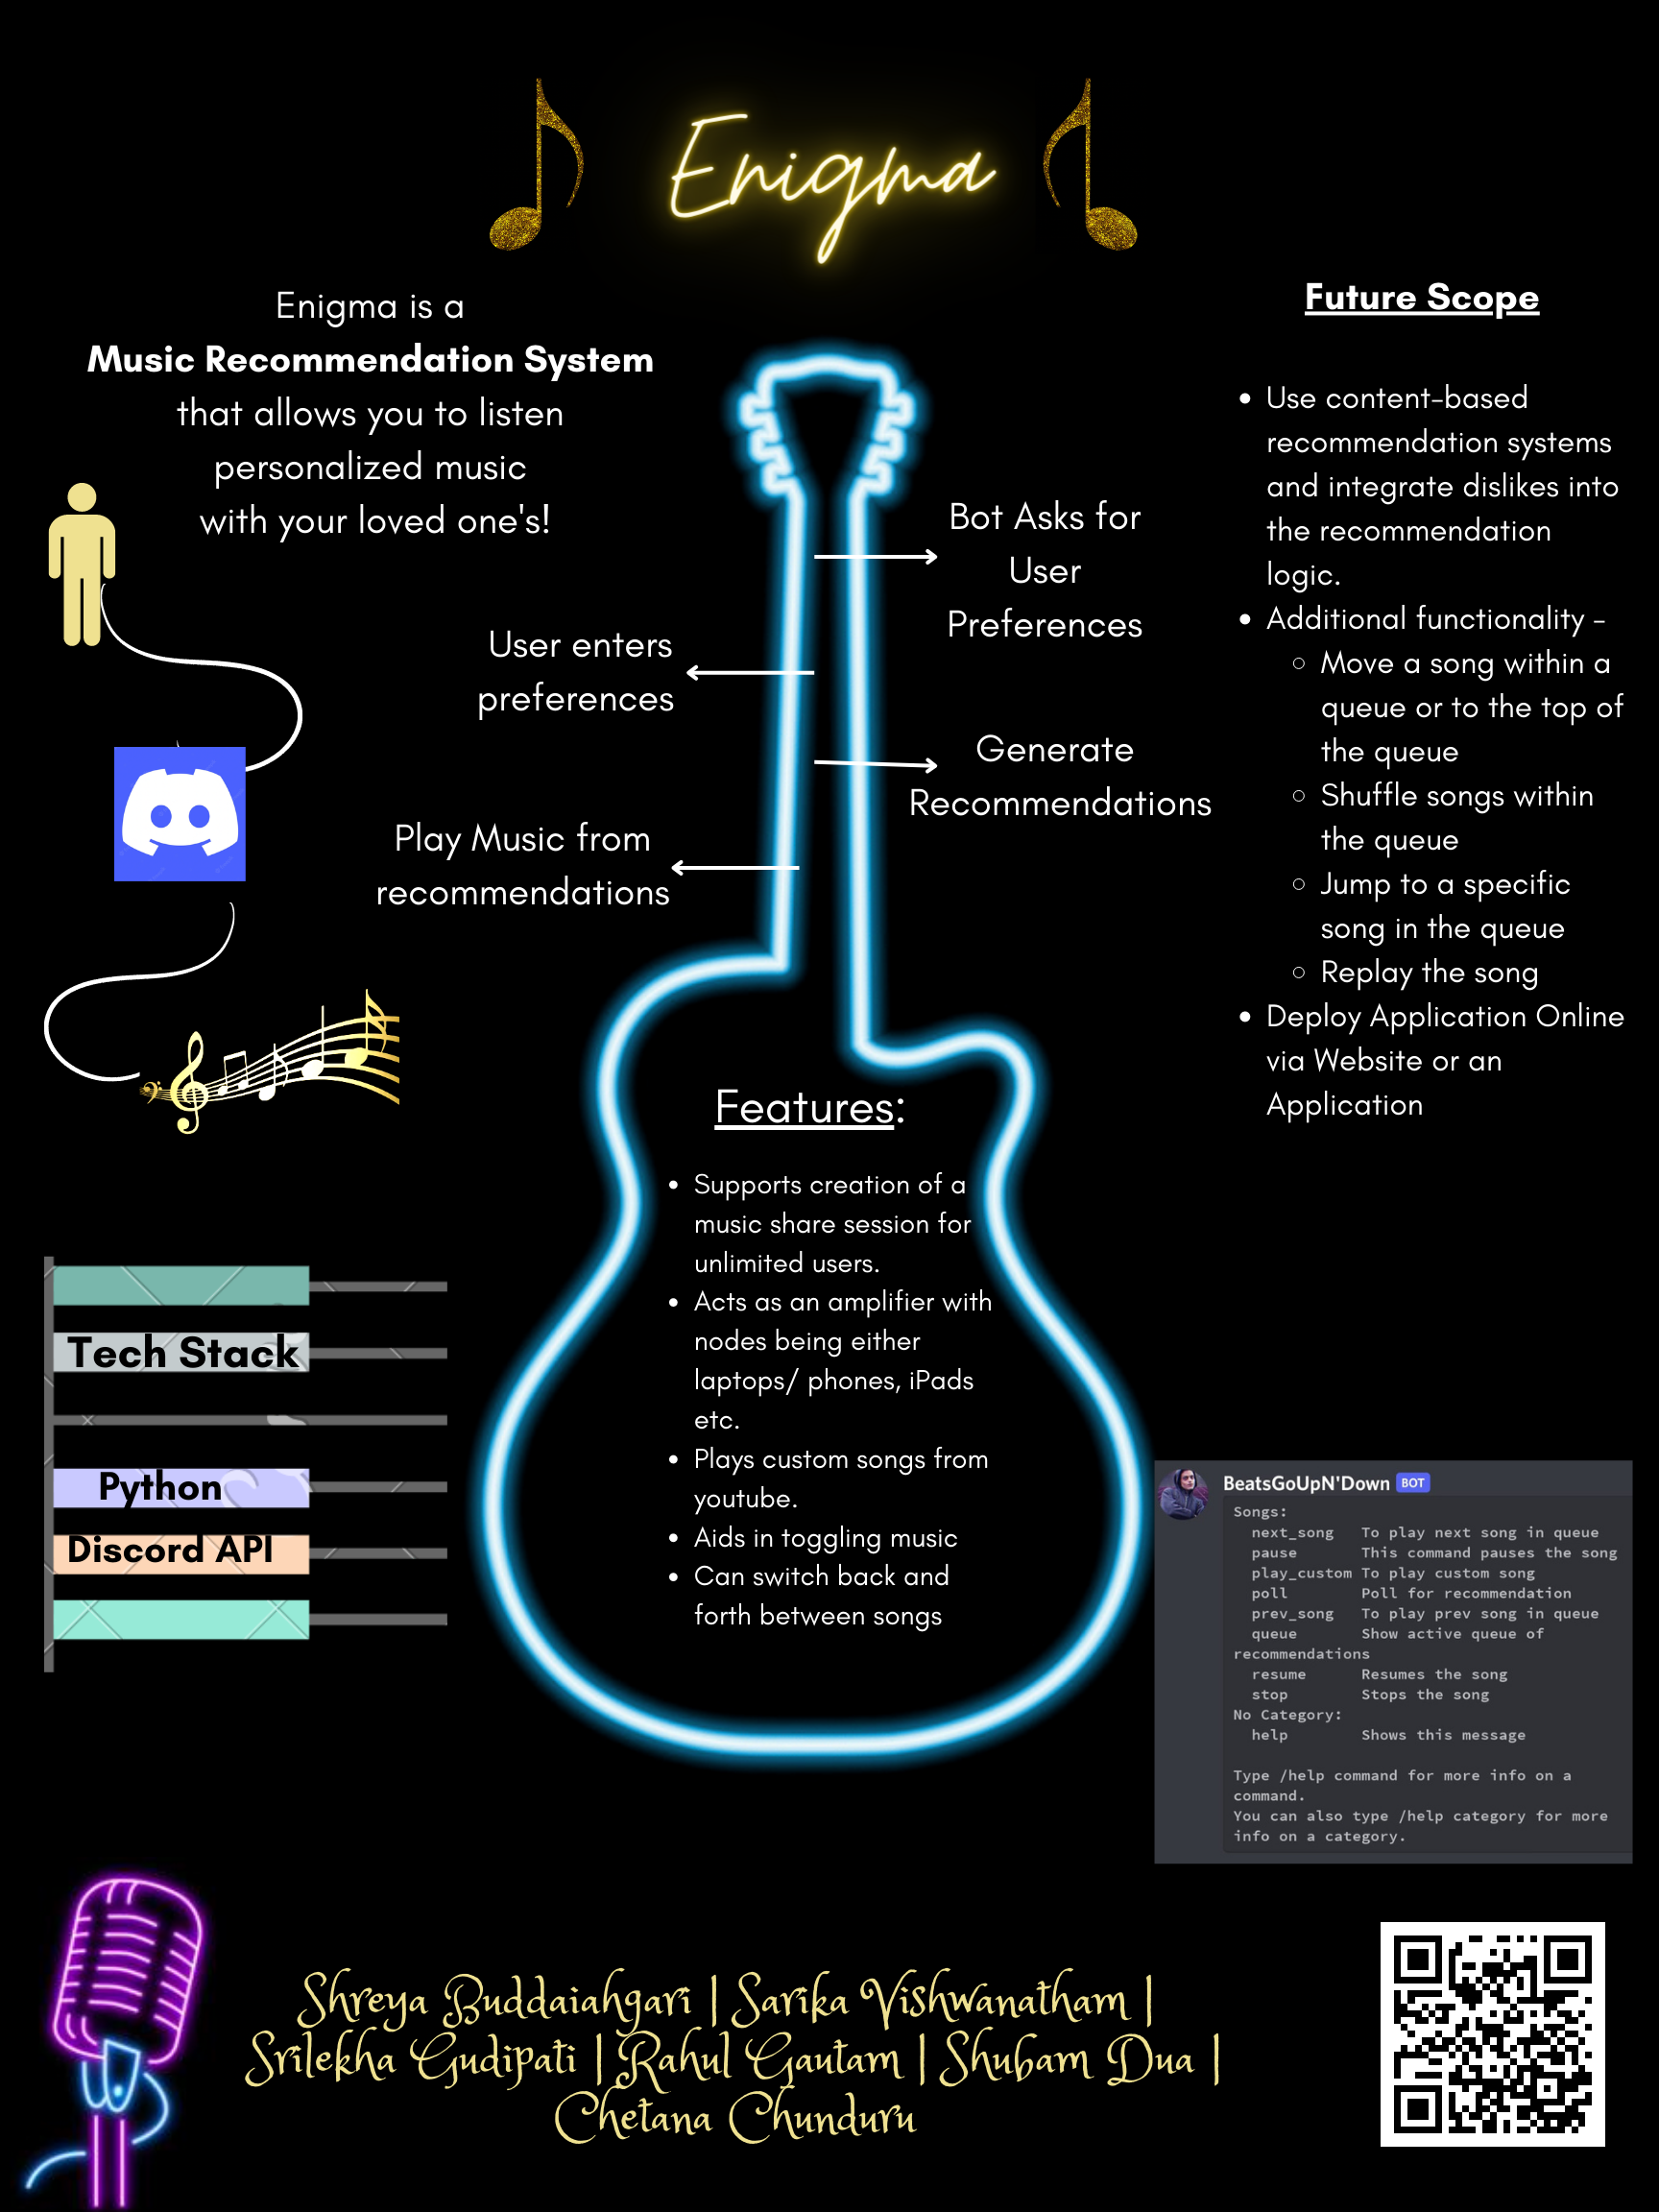 Enigma
Enigma is a
Music Recommendation System
that allows you to listen
personalized music
with your loved one's!
Bot Asks for
User
Preferences
User enters
preferences
Generate
Recommendations
Play Music from
recommendations
Future Scope
• Use content-based
recommendation systems
and integrate dislikes into
the recommendation
logic.
• Additional functionality -
○ Move a song within a
queue or to the top of
the queue
○ Shuffle songs within
the queue
○ Jump to a specific
song in the queue
○ Replay the song
• Deploy Application Online
via Website or an
Application
Features:
• Supports creation of a
music share session for
unlimited users.
• Acts as an amplifier with
nodes being either
laptops/ phones, iPads
etc.
• Plays custom songs from
youtube.
• Aids in toggling music
• Can switch back and
forth between songs
Tech Stack
Python
Discord API
BeatsGoUpN'Down BOT
Songs:
next_song To play next song in queue
pause This command pauses the song
play_custom To play custom song
poll Poll for recommendation
prev_song To play prev song in queue
queue Show active queue of
recommendations
resume Resumes the song
stop Stops the song
No Category:
help Shows this message
Type /help command for more info on a
command.
You can also type /help category for more
info on a category.
Shreya Buddaiahgari | Sarika Vishwanatham |
Srilekha Gudipati | Rahul Gautam | Shubam Dua |
Chetana Chunduru